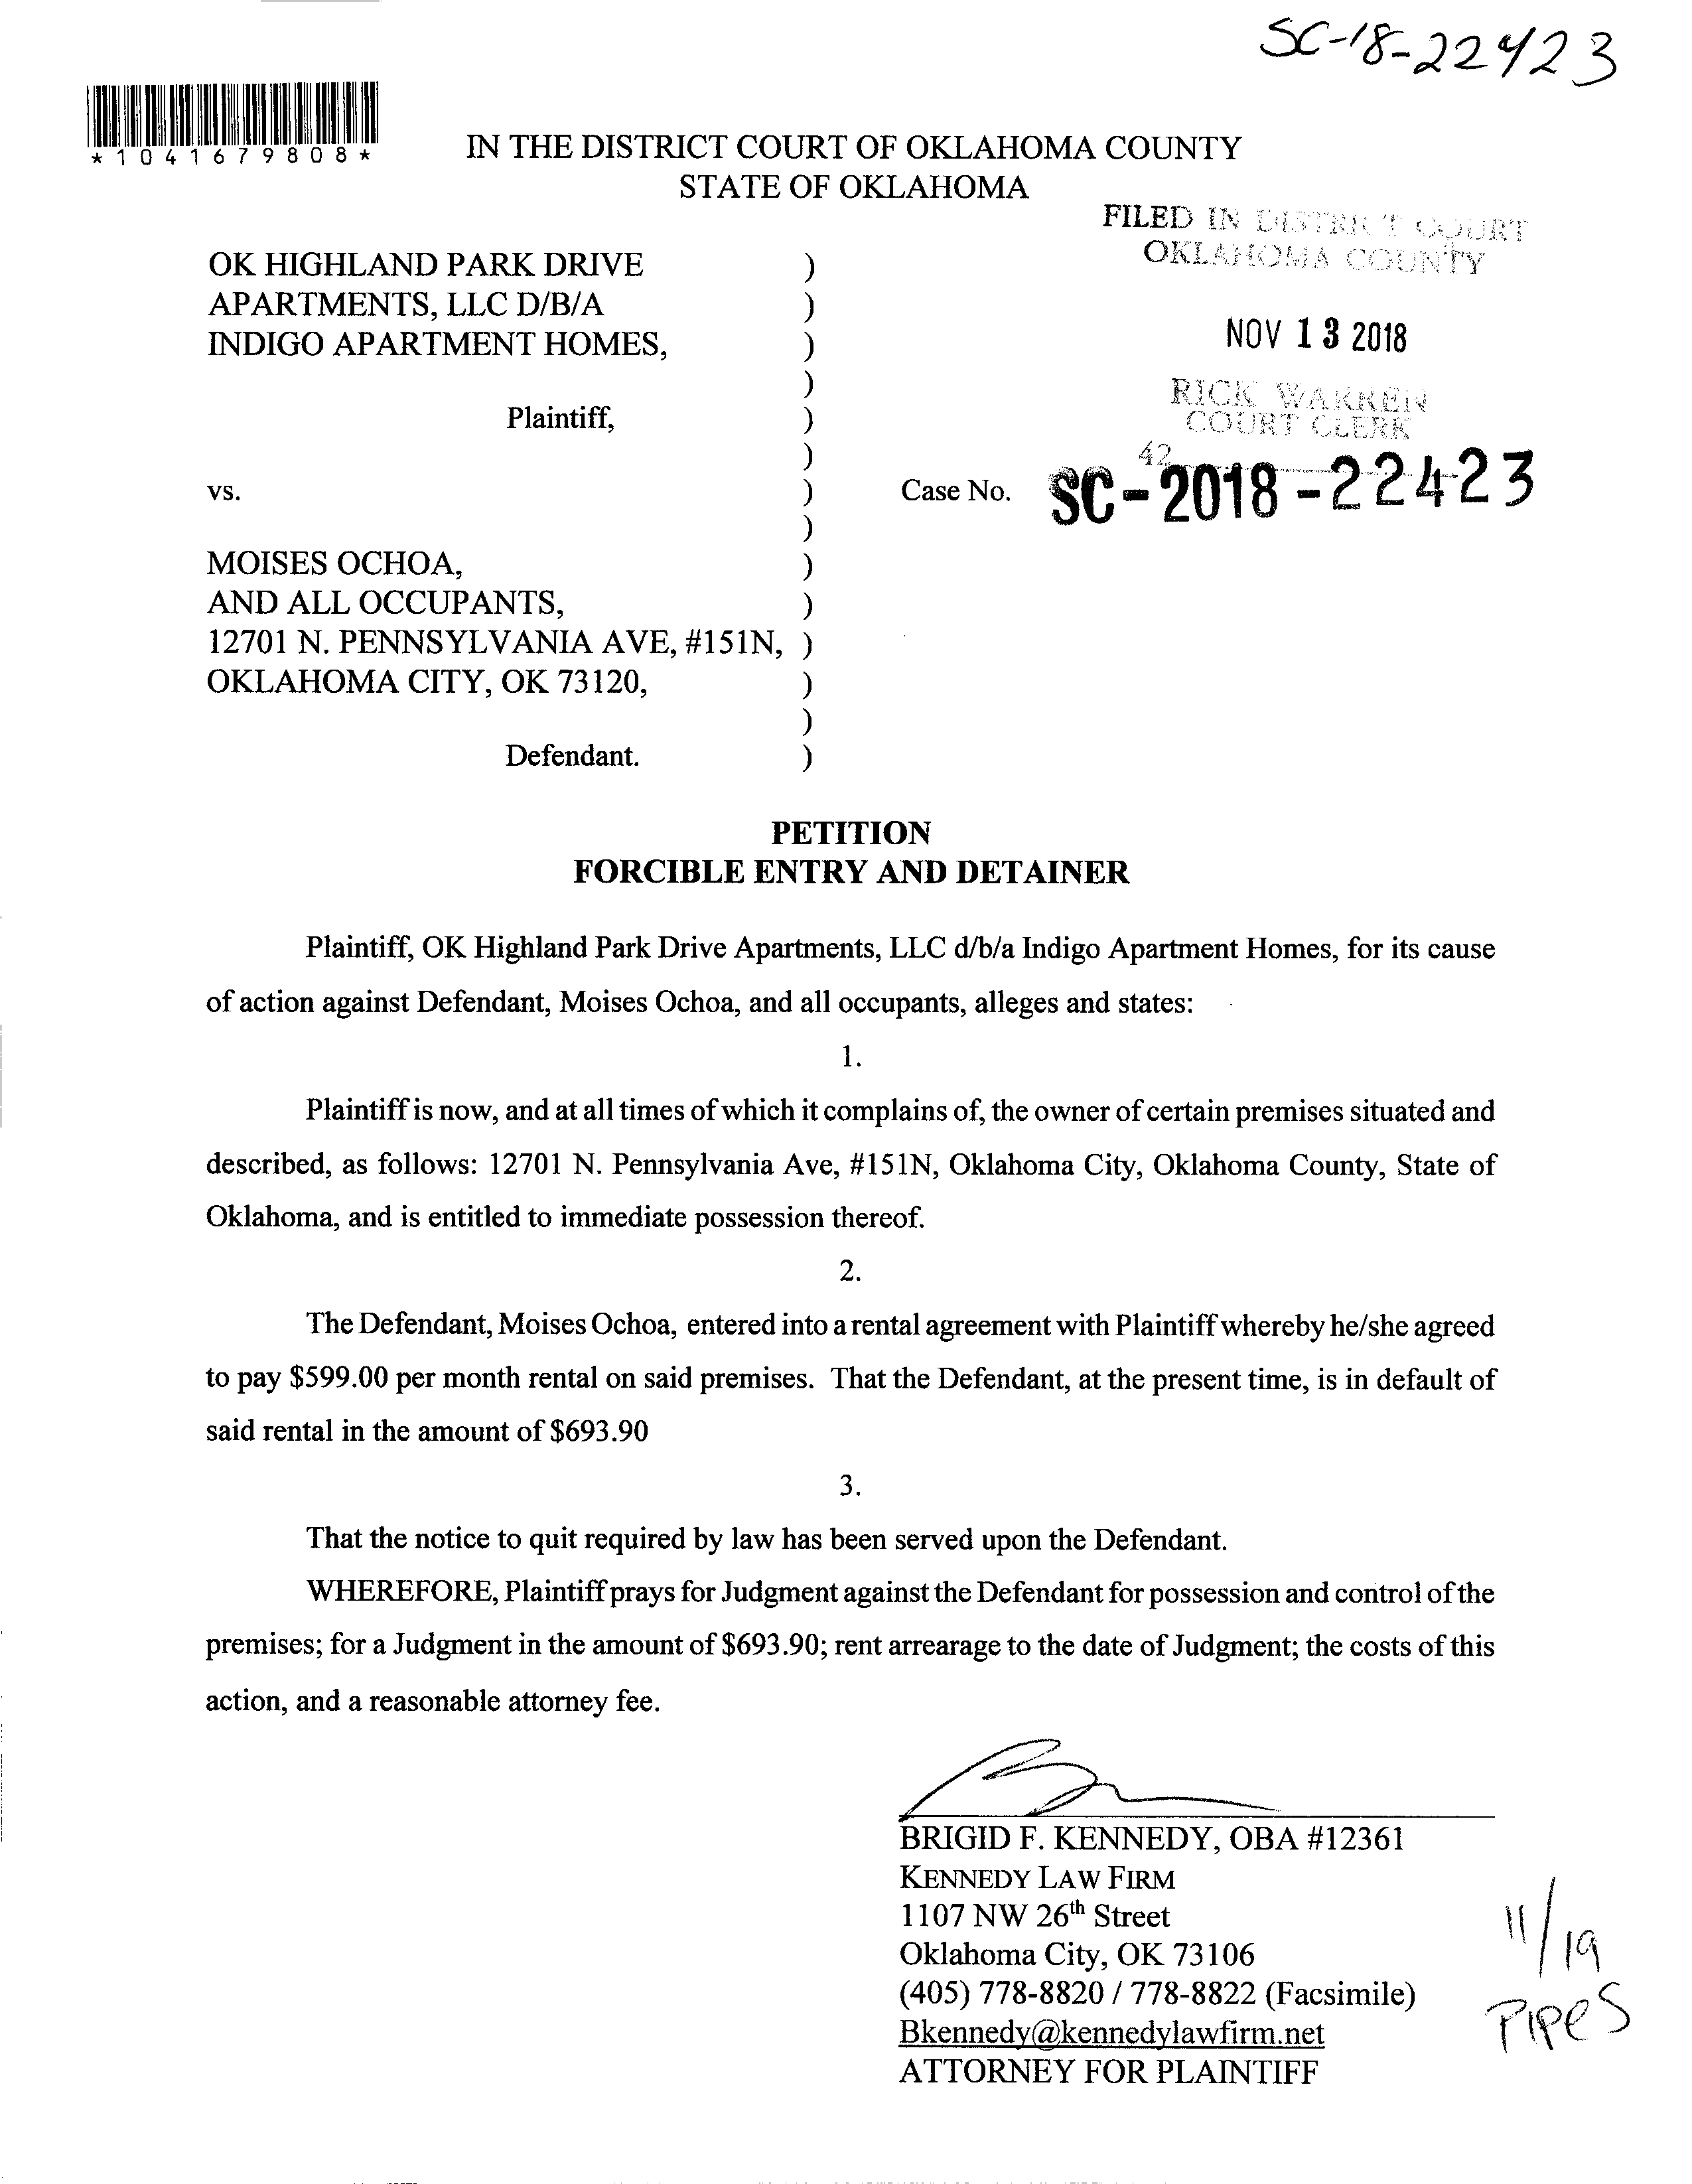 SC-18-22423
*1041679808*
IN THE DISTRICT COURT OF OKLAHOMA COUNTY
STATE OF OKLAHOMA
FILED IN DISTRICT COURT
OKLAHOMA COUNTY
NOV 13 2018
RICK WARREN
COURT CLERK
42
OK HIGHLAND PARK DRIVE )
APARTMENTS, LLC D/B/A )
INDIGO APARTMENT HOMES, )
)
Plaintiff, )
)
vs. ) Case No. SC-2018-22423
)
MOISES OCHOA, )
AND ALL OCCUPANTS, )
12701 N. PENNSYLVANIA AVE, #151N, )
OKLAHOMA CITY, OK 73120, )
)
Defendant. )
PETITION
FORCIBLE ENTRY AND DETAINER
Plaintiff, OK Highland Park Drive Apartments, LLC d/b/a Indigo Apartment Homes, for its cause
of action against Defendant, Moises Ochoa, and all occupants, alleges and states:
1.
Plaintiff is now, and at all times of which it complains of, the owner of certain premises situated and
described, as follows: 12701 N. Pennsylvania Ave, #151N, Oklahoma City, Oklahoma County, State of
Oklahoma, and is entitled to immediate possession thereof.
2.
The Defendant, Moises Ochoa, entered into a rental agreement with Plaintiff whereby he/she agreed
to pay $599.00 per month rental on said premises. That the Defendant, at the present time, is in default of
said rental in the amount of $693.90
3.
That the notice to quit required by law has been served upon the Defendant.
WHEREFORE, Plaintiff prays for Judgment against the Defendant for possession and control of the
premises; for a Judgment in the amount of $693.90; rent arrearage to the date of Judgment; the costs of this
action, and a reasonable attorney fee.
BRIGID F. KENNEDY, OBA #12361
KENNEDY LAW FIRM
1107 NW 26th Street
Oklahoma City, OK 73106
(405) 778-8820 / 778-8822 (Facsimile)
Bkennedy@kennedylawfirm.net
ATTORNEY FOR PLAINTIFF
11/19
PIPeS